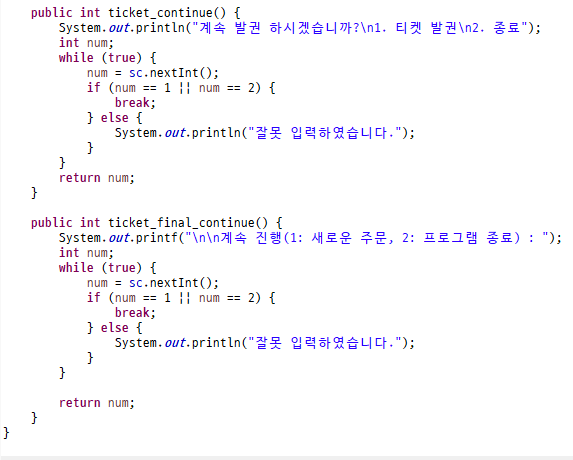 public int ticket_continue() {
System.out.println("계속 발권 하시겠습니까?\n1. 티켓 발권\n2. 종료");
int num;
while (true) {
num = sc.nextInt();
if (num == 1 || num == 2) {
break;
} else {
System.out.println("잘못 입력하였습니다.");
}
}
return num;
}
public int ticket_final_continue() {
System.out.printf("\n\n계속 진행(1: 새로운 주문, 2: 프로그램 종료) : ");
int num;
while (true) {
num = sc.nextInt();
if (num == 1 || num == 2) {
break;
} else {
System.out.println("잘못 입력하였습니다.");
}
}
return num;
}
}